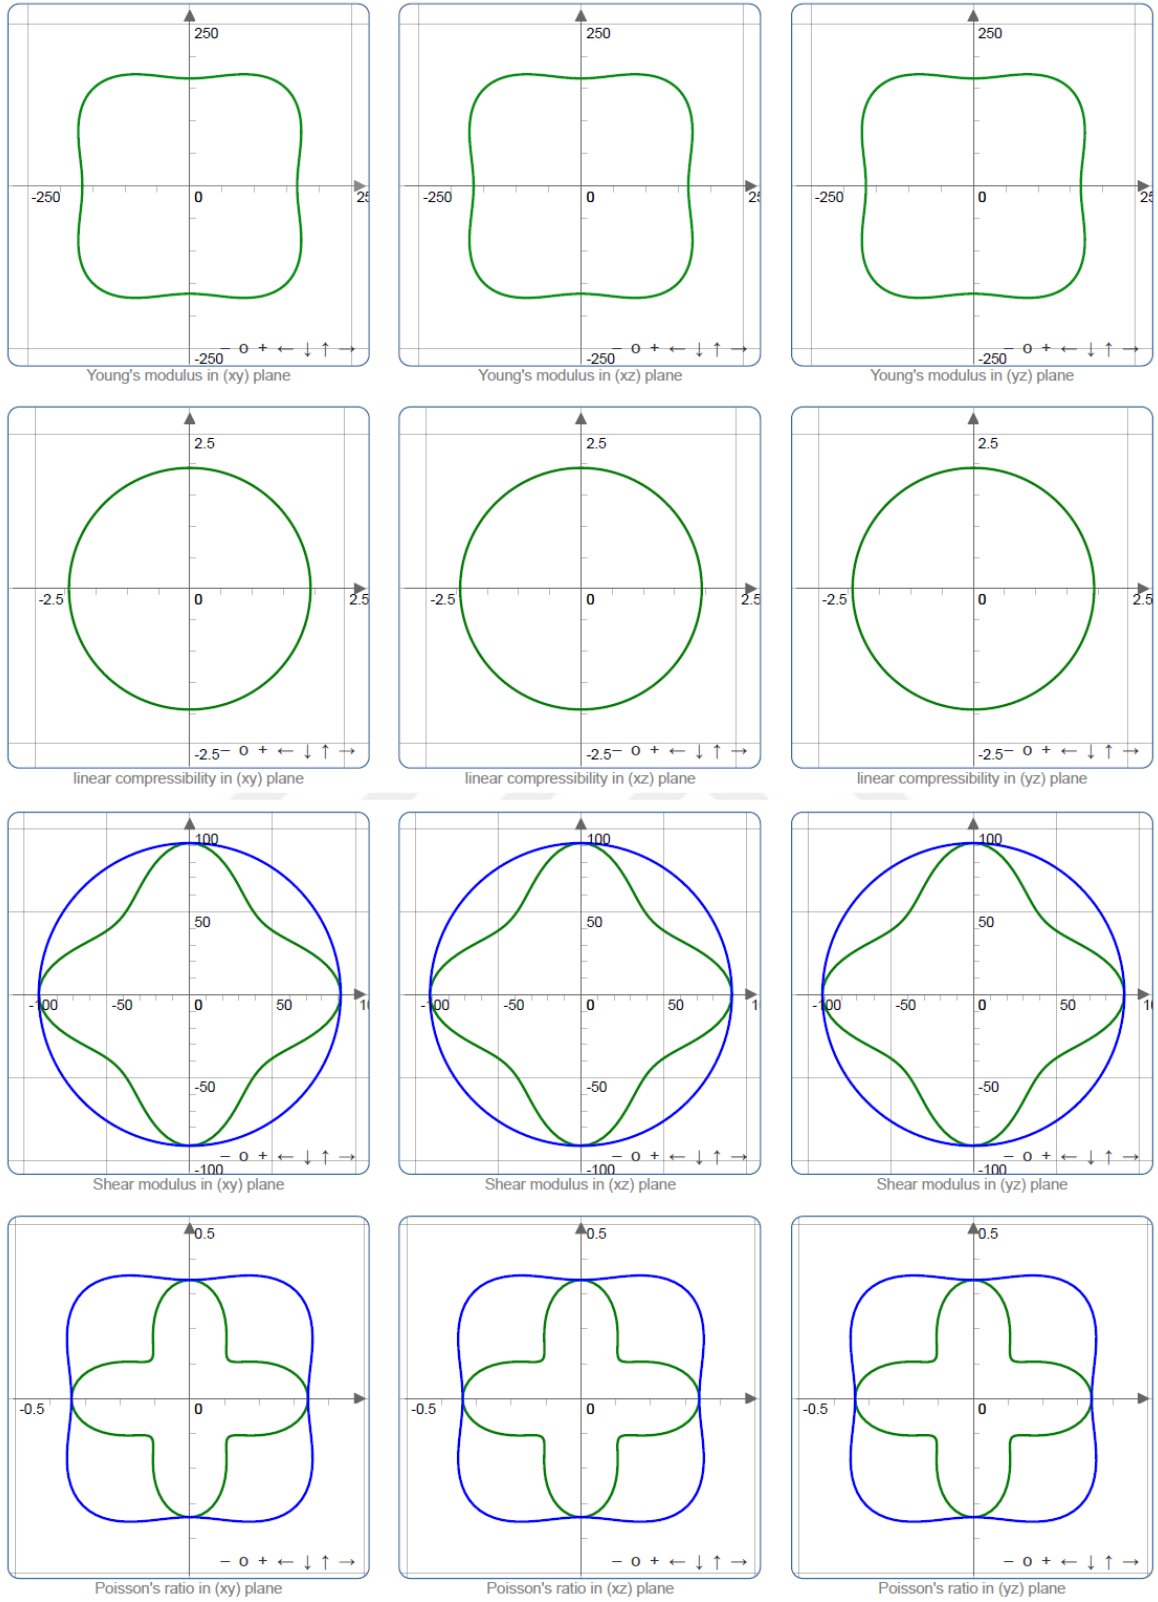 250 250 250
-250 0 25 -250 0 25 -250 0 25
-250 − o + ← ↓ ↑ → -250 − o + ← ↓ ↑ → -250 − o + ← ↓ ↑ →
Young's modulus in (xy) plane Young's modulus in (xz) plane Young's modulus in (yz) plane
2.5 2.5 2.5
-2.5 0 2.5 -2.5 0 2.5 -2.5 0 2.5
-2.5 − o + ← ↓ ↑ → -2.5 − o + ← ↓ ↑ → -2.5 − o + ← ↓ ↑ →
linear compressibility in (xy) plane linear compressibility in (xz) plane linear compressibility in (yz) plane
100 100 100
50 50 50
-100 -50 0 50 10 -100 -50 0 50 1 -100 -50 0 50 10
-50 -50 -50
− o + ← ↓ ↑ → − o + ← ↓ ↑ → − o + ← ↓ ↑ →
-100 -100 -100
Shear modulus in (xy) plane Shear modulus in (xz) plane Shear modulus in (yz) plane
0.5 0.5 0.5
-0.5 0 -0.5 0 -0.5 0
− o + ← ↓ ↑ → − o + ← ↓ ↑ → − o + ← ↓ ↑ →
Poisson's ratio in (xy) plane Poisson's ratio in (xz) plane Poisson's ratio in (yz) plane